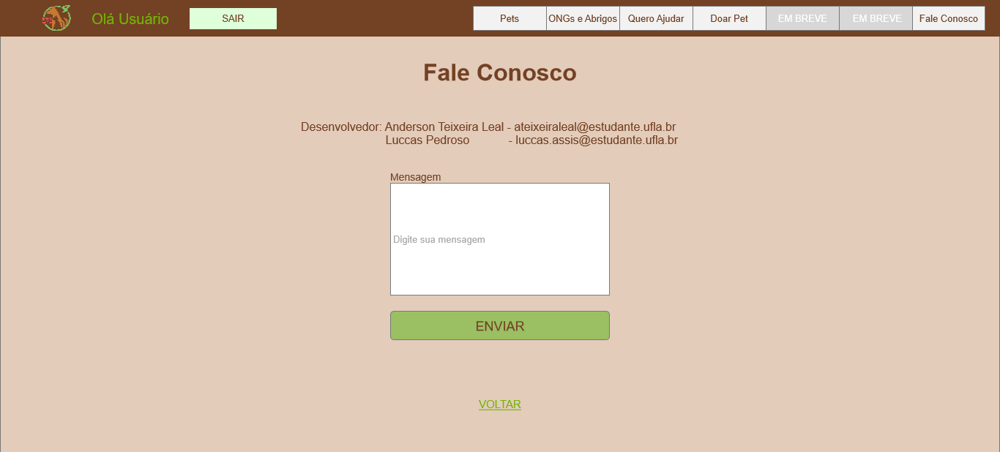 Olá Usuário
SAIR
Pets
ONGs e Abrigos
Quero Ajudar
Doar Pet
EM BREVE
EM BREVE
Fale Conosco
Fale Conosco
Desenvolvedor: Anderson Teixeira Leal - ateixeiraleal@estudante.ufla.br
Luccas Pedroso - luccas.assis@estudante.ufla.br
Mensagem
Digite sua mensagem
ENVIAR
VOLTAR